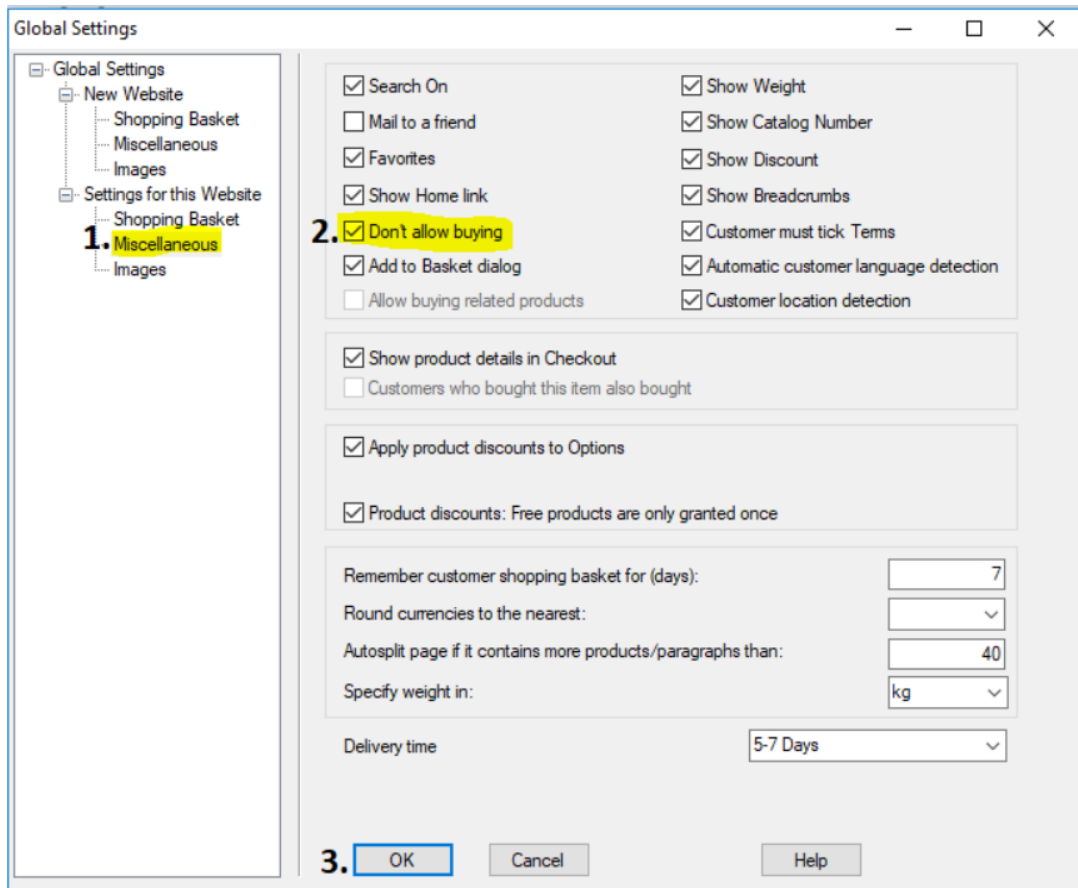 Global Settings
Global Settings
New Website
Shopping Basket
Miscellaneous
Images
Settings for this Website
Shopping Basket
1. Miscellaneous
Images
Search On
Mail to a friend
Favorites
Show Home link
2. Don't allow buying
Add to Basket dialog
Allow buying related products
Show Weight
Show Catalog Number
Show Discount
Show Breadcrumbs
Customer must tick Terms
Automatic customer language detection
Customer location detection
Show product details in Checkout
Customers who bought this item also bought
Apply product discounts to Options
Product discounts: Free products are only granted once
Remember customer shopping basket for (days): 7
Round currencies to the nearest:
Autosplit page if it contains more products/paragraphs than: 40
Specify weight in: kg
Delivery time 5-7 Days
3. OK Cancel Help